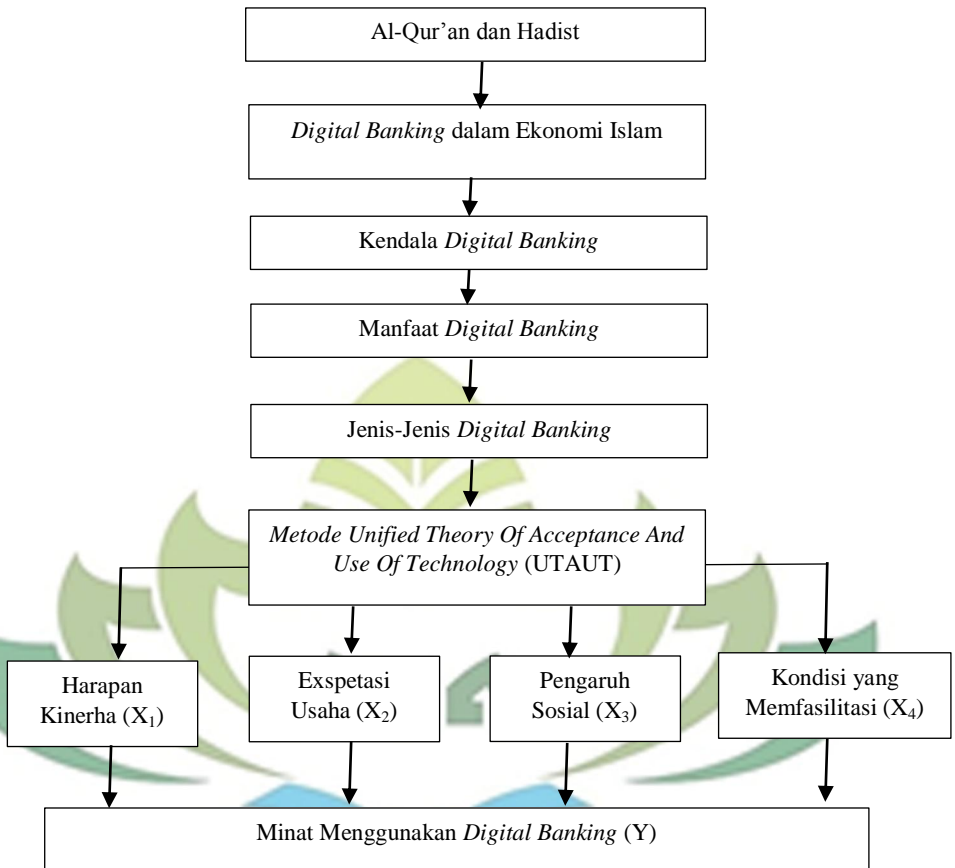 Al-Qur’an dan Hadist
Digital Banking dalam Ekonomi Islam
Kendala Digital Banking
Manfaat Digital Banking
Jenis-Jenis Digital Banking
Metode Unified Theory Of Acceptance And
Use Of Technology (UTAUT)
Harapan
Kinerha (X₁)
Exspetasi
Usaha (X₂)
Pengaruh
Sosial (X₃)
Kondisi yang
Memfasilitasi (X₄)
Minat Menggunakan Digital Banking (Y)